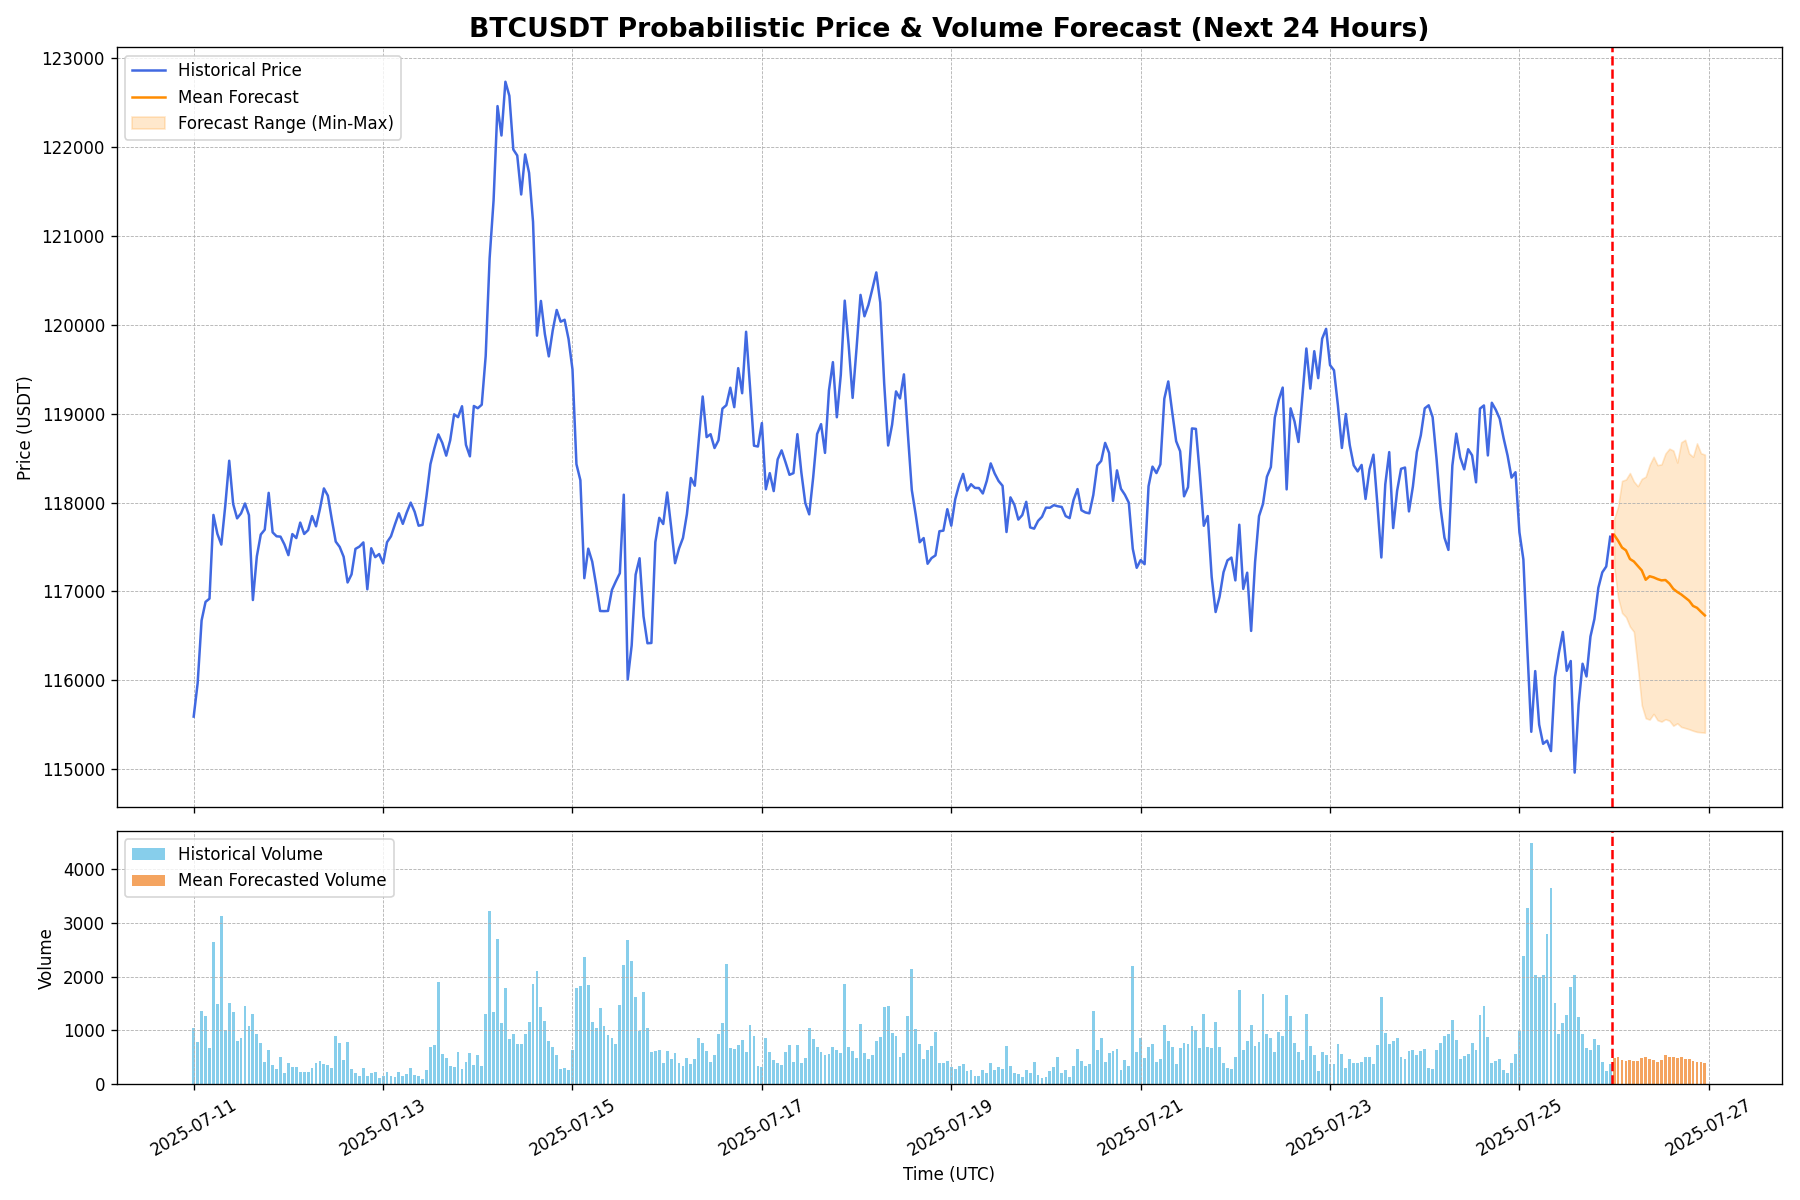 BTCUSDT Probabilistic Price & Volume Forecast (Next 24 Hours)
Historical Price
Mean Forecast
Forecast Range (Min-Max)
123000
122000
121000
120000
119000
118000
117000
116000
115000
Price (USDT)
Historical Volume
Mean Forecasted Volume
4000
3000
2000
1000
0
Volume
2025-07-11
2025-07-13
2025-07-15
2025-07-17
2025-07-19
2025-07-21
2025-07-23
2025-07-25
2025-07-27
Time (UTC)